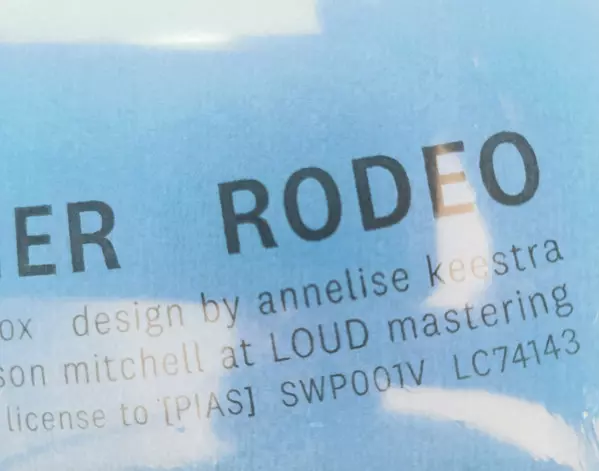 ER RODEO
ox design by annelise keestra
son mitchell at LOUD mastering
license to [PIAS] SWP001V LC74143